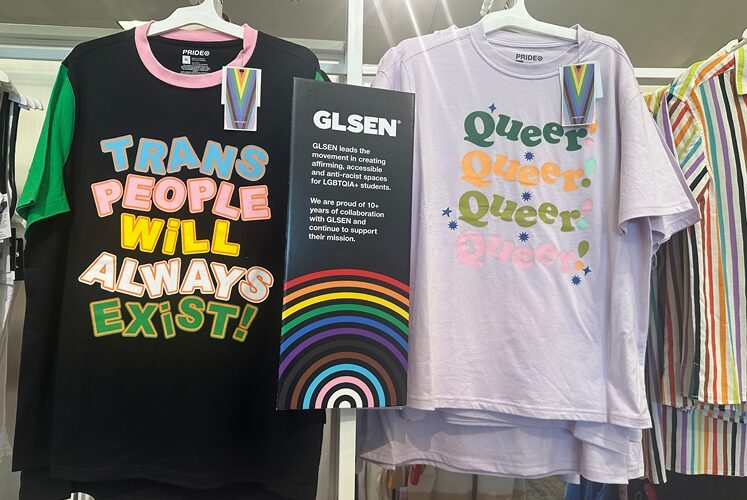 PRIDE
TRANS
PEOPLE
WiLL
ALWAYS
EXiST!
GLSEN®
GLSEN leads the
movement in creating
affirming, accessible
and anti-racist spaces
for LGBTQIA+ students.
We are proud of 10+
years of collaboration
with GLSEN and
continue to support
their mission.
PRIDE
Queer!
Queer!
Queer!
Queer!